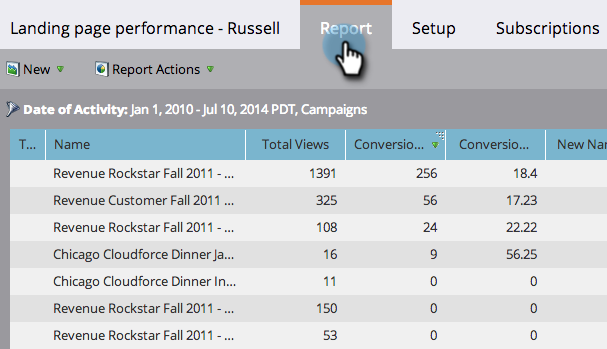 Landing page performance - Russell Report Setup Subscriptions
New Report Actions
Date of Activity: Jan 1, 2010 - Jul 10, 2014 PDT, Campaigns
T... Name Total Views Conversio... Conversio... New Nar
Revenue Rockstar Fall 2011 - ... 1391 256 18.4
Revenue Customer Fall 2011 - ... 325 56 17.23
Revenue Rockstar Fall 2011 - ... 108 24 22.22
Chicago Cloudforce Dinner Ja... 16 9 56.25
Chicago Cloudforce Dinner In... 11 0 0
Revenue Rockstar Fall 2011 - ... 150 0 0
Revenue Rockstar Fall 2011 - ... 53 0 0